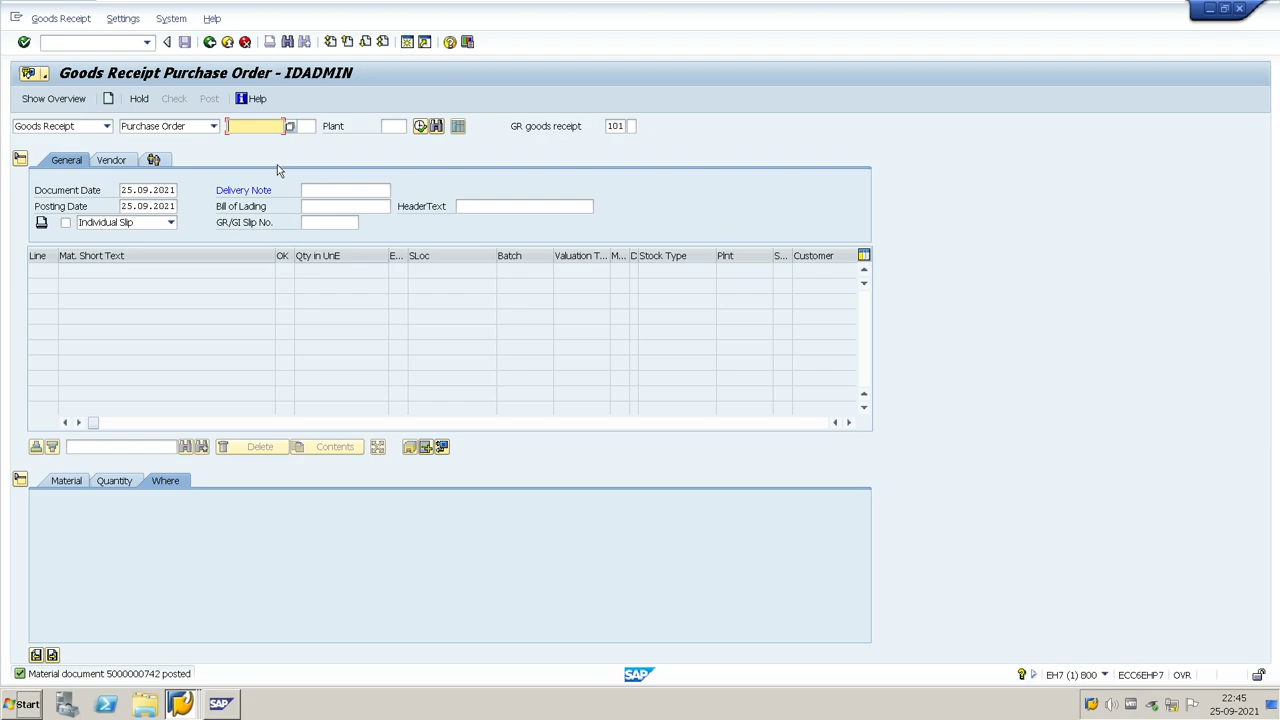 Goods Receipt Settings System Help
Goods Receipt Purchase Order - IDADMIN
Show Overview Hold Check Post Help
Goods Receipt Purchase Order Plant GR goods receipt 101
General Vendor
Document Date 25.09.2021 Delivery Note
Posting Date 25.09.2021 Bill of Lading HeaderText
Individual Slip GR/GI Slip No.
Line Mat. Short Text OK Qty in UnE E... SLoc Batch Valuation T... M... D Stock Type Plnt S... Customer
Delete Contents
Material Quantity Where
Material document 5000000742 posted SAP EH7 (1) 800 ECC6EHP7 OVR
Start SAP 22:45
25-09-2021